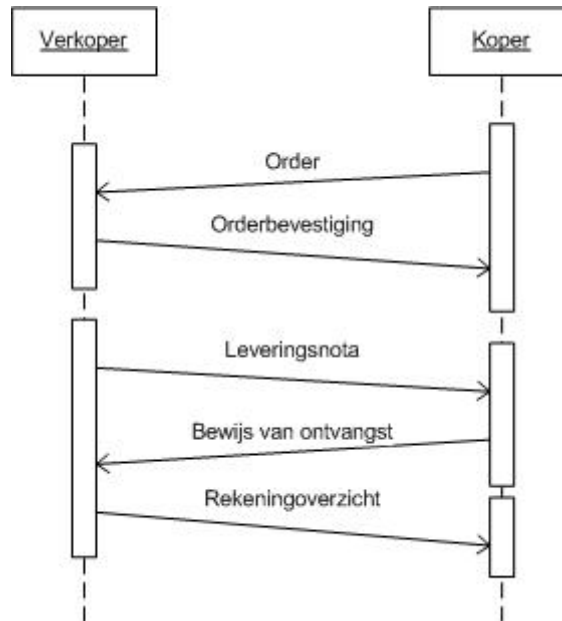 Verkoper
Koper
Order
Orderbevestiging
Leveringsnota
Bewijs van ontvangst
Rekeningoverzicht